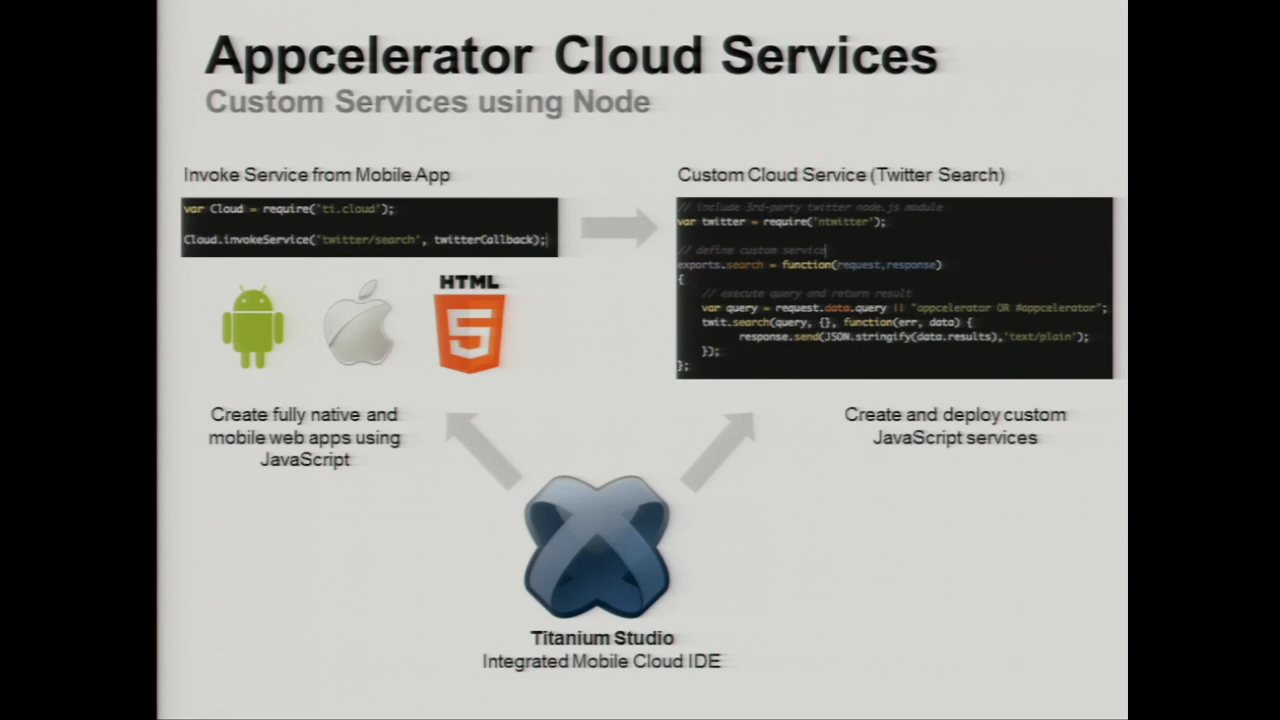 Appcelerator Cloud Services
Custom Services using Node
Invoke Service from Mobile App
var Cloud = require('ti.cloud');
Cloud.invokeService('twitter/search', twitterCallback);
HTML
5
Create fully native and
mobile web apps using
JavaScript
Custom Cloud Service (Twitter Search)
// include 3rd-party twitter node.js module
var twitter = require('ntwitter');
// define custom service
exports.search = function(request,response)
{
// execute query and return result
var query = request.data.query || "appcelerator OR #appcelerator";
twit.search(query, {}, function(err, data) {
response.send(JSON.stringify(data.results),'text/plain');
});
};
Create and deploy custom
JavaScript services
Titanium Studio
Integrated Mobile Cloud IDE